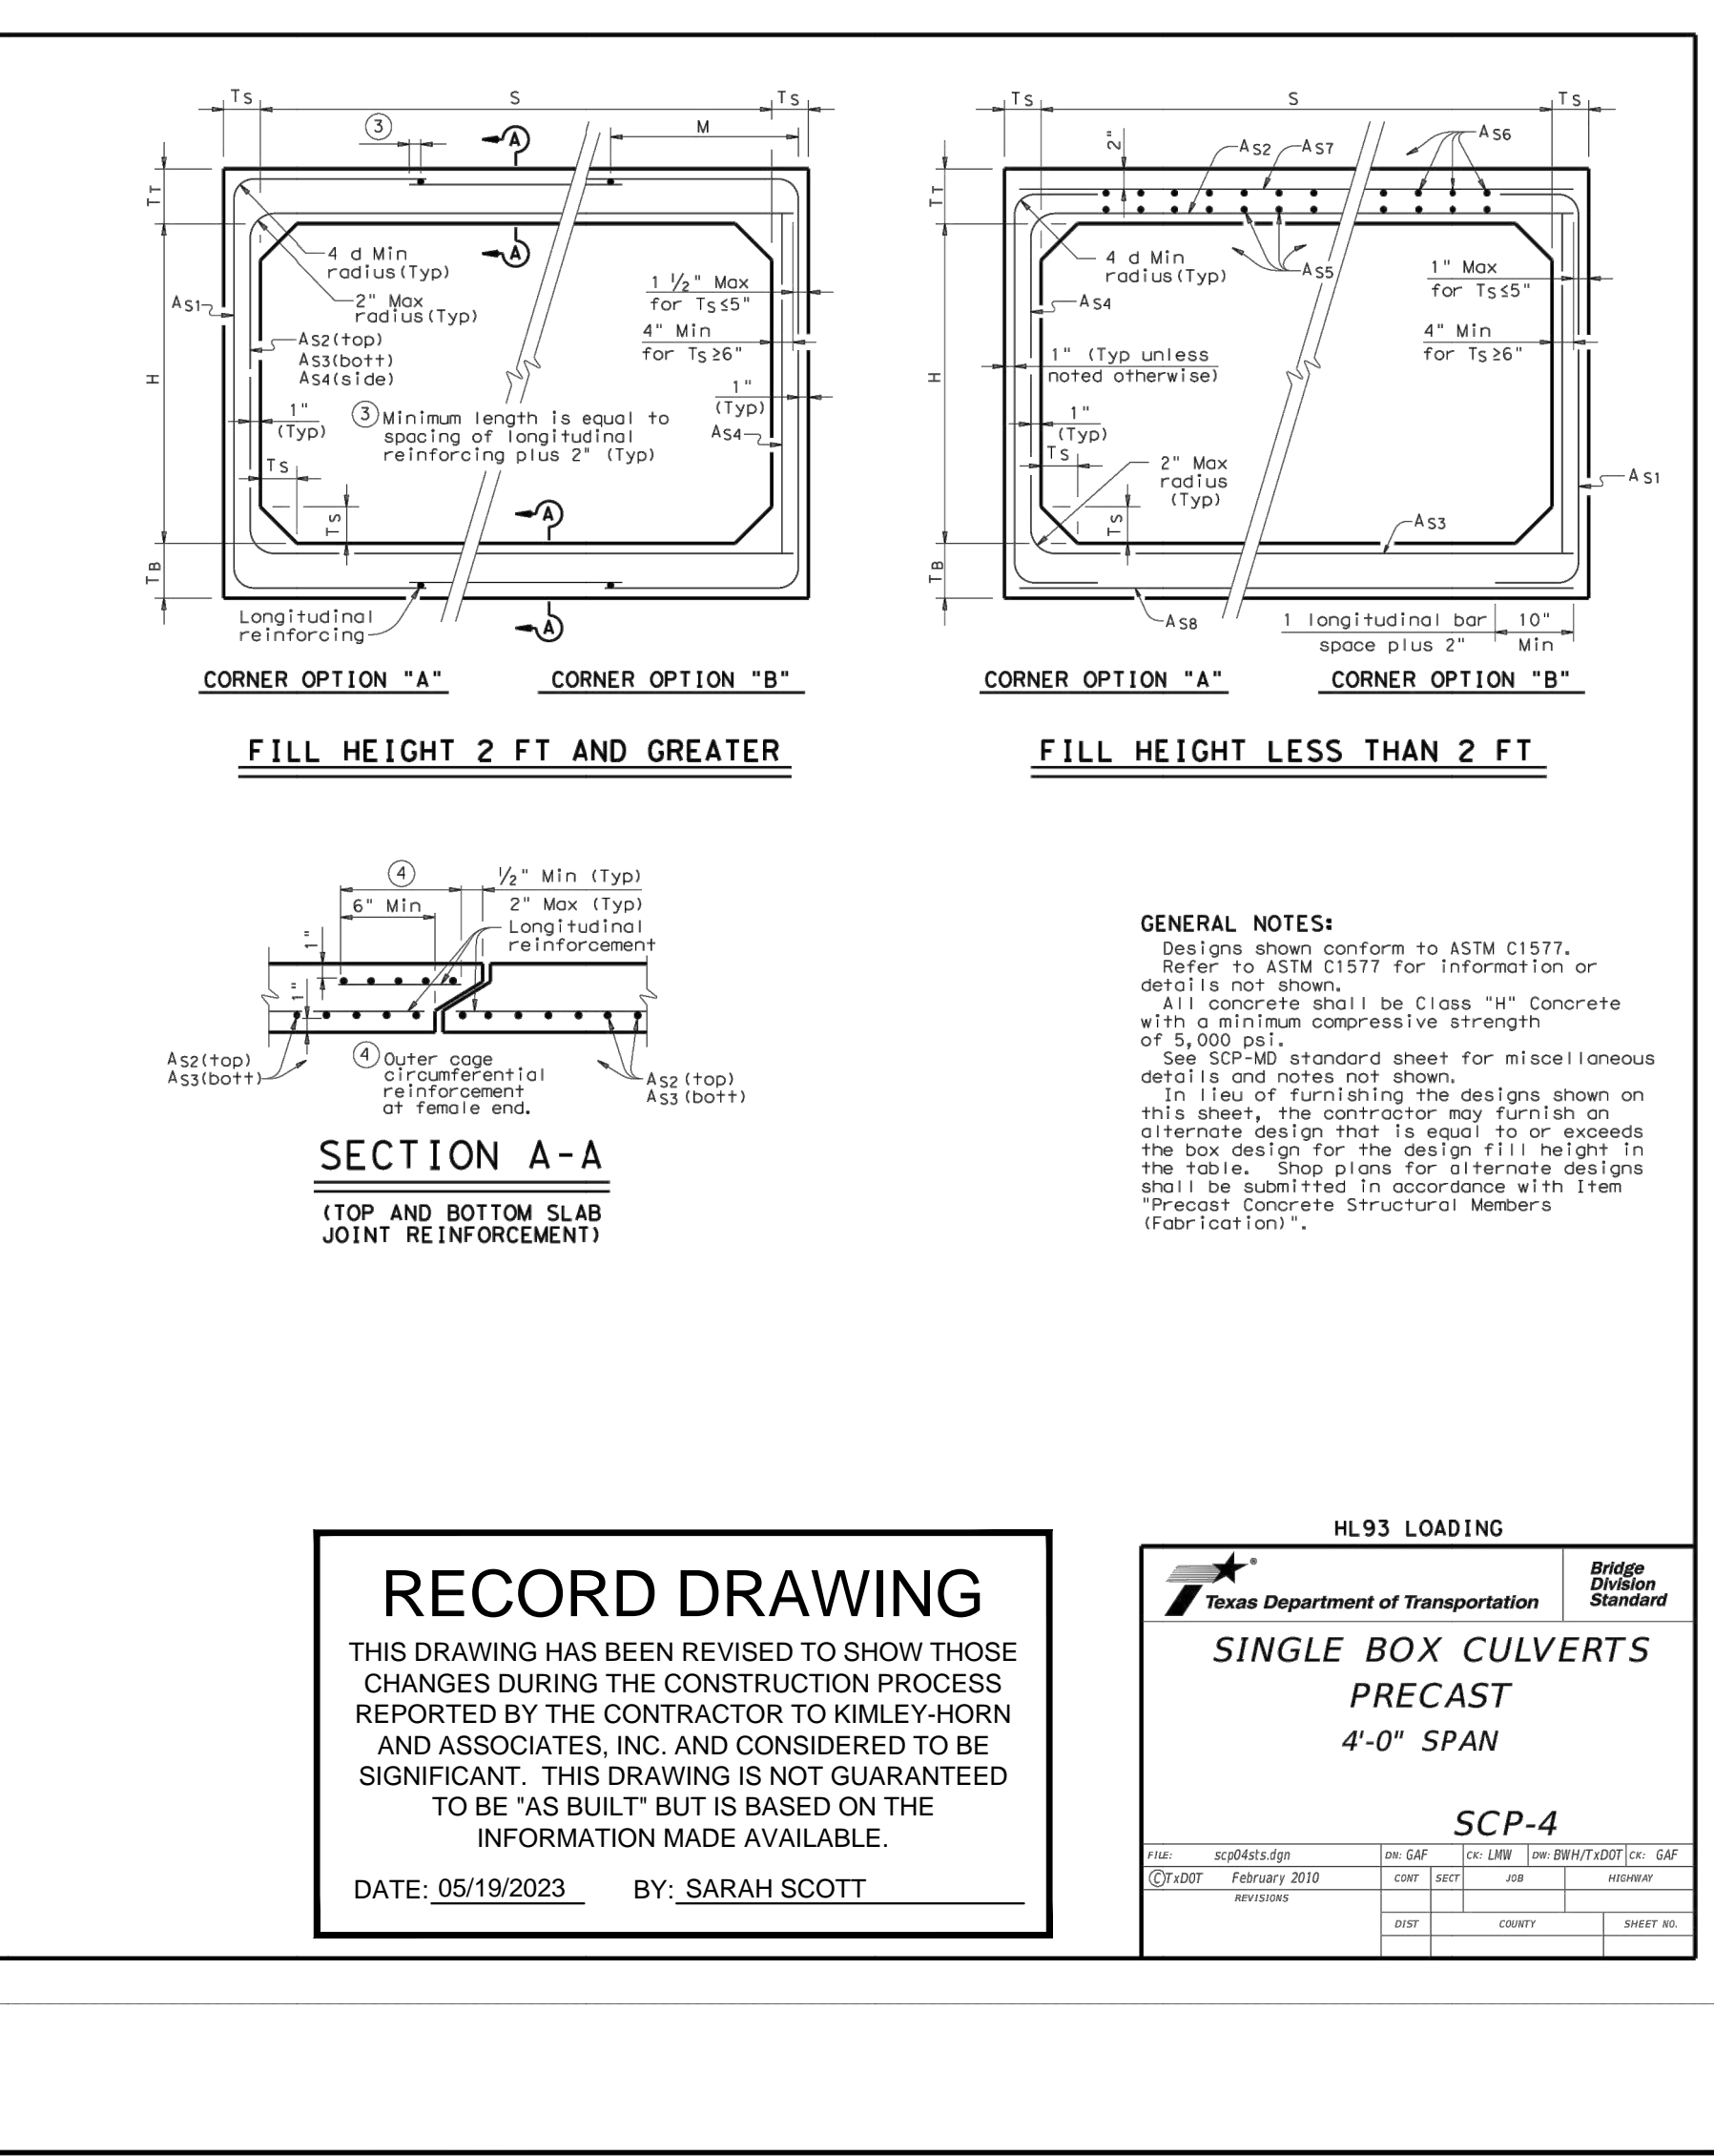 Ts S Ts
③ A M
TT
4 d Min
radius(Typ)
A
2" Max
radius(Typ)
1 1/2" Max
for Ts≤5"
4" Min
for Ts≥6"
AS1
AS2(top)
AS3(bott)
AS4(side)
H
1"
(Typ)
1"
(Typ)
③ Minimum length is equal to
spacing of longitudinal
reinforcing plus 2" (Typ)
AS4
Ts
Ts
A
TB
Longitudinal
reinforcing
A
CORNER OPTION "A" CORNER OPTION "B"
FILL HEIGHT 2 FT AND GREATER
Ts S Ts
2"
AS2 AS7 AS6
TT
4 d Min
radius(Typ)
AS5
1" Max
for Ts≤5"
AS4
4" Min
for Ts≥6"
1" (Typ unless
noted otherwise)
H
1"
(Typ)
Ts
2" Max
radius
(Typ)
AS1
Ts
AS3
TB
AS8
1 longitudinal bar
space plus 2"
10"
Min
CORNER OPTION "A" CORNER OPTION "B"
FILL HEIGHT LESS THAN 2 FT
④
1/2" Min (Typ)
6" Min
2" Max (Typ)
Longitudinal
reinforcement
1"
1"
AS2(top)
AS3(bott)
④ Outer cage
circumferential
reinforcement
at female end.
AS2 (top)
AS3 (bott)
SECTION A-A
(TOP AND BOTTOM SLAB
JOINT REINFORCEMENT)
GENERAL NOTES:
Designs shown conform to ASTM C1577.
Refer to ASTM C1577 for information or
details not shown.
All concrete shall be Class "H" Concrete
with a minimum compressive strength
of 5,000 psi.
See SCP-MD standard sheet for miscellaneous
details and notes not shown.
In lieu of furnishing the designs shown on
this sheet, the contractor may furnish an
alternate design that is equal to or exceeds
the box design for the design fill height in
the table. Shop plans for alternate designs
shall be submitted in accordance with Item
"Precast Concrete Structural Members
(Fabrication)".
RECORD DRAWING
THIS DRAWING HAS BEEN REVISED TO SHOW THOSE
CHANGES DURING THE CONSTRUCTION PROCESS
REPORTED BY THE CONTRACTOR TO KIMLEY-HORN
AND ASSOCIATES, INC. AND CONSIDERED TO BE
SIGNIFICANT. THIS DRAWING IS NOT GUARANTEED
TO BE "AS BUILT" BUT IS BASED ON THE
INFORMATION MADE AVAILABLE.
DATE: 05/19/2023 BY: SARAH SCOTT
HL93 LOADING
®
Texas Department of Transportation
Bridge
Division
Standard
SINGLE BOX CULVERTS
PRECAST
4'-0" SPAN
SCP-4
FILE: scp04sts.dgn DN: GAF CK: LMW DW: BWH/TxDOT CK: GAF
©TxDOT February 2010 CONT SECT JOB HIGHWAY
REVISIONS
DIST COUNTY SHEET NO.